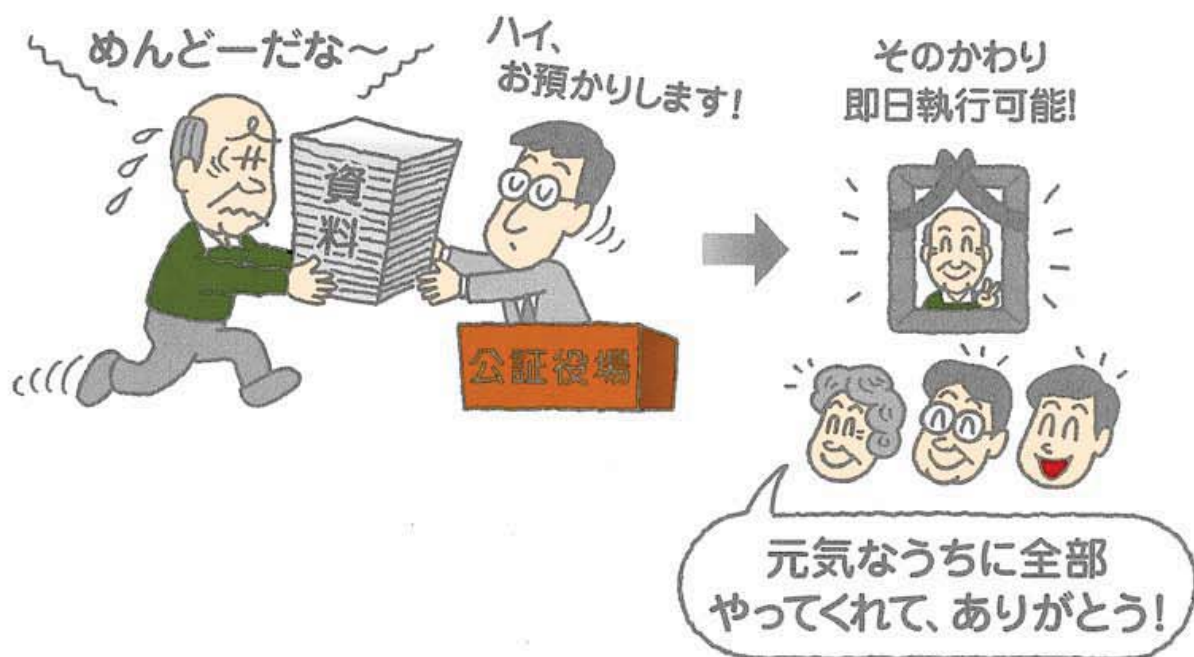 めんどーだな〜
ハイ、
お預かりします!
資料
公証役場
そのかわり
即日執行可能!
元気なうちに全部
やってくれて、ありがとう!